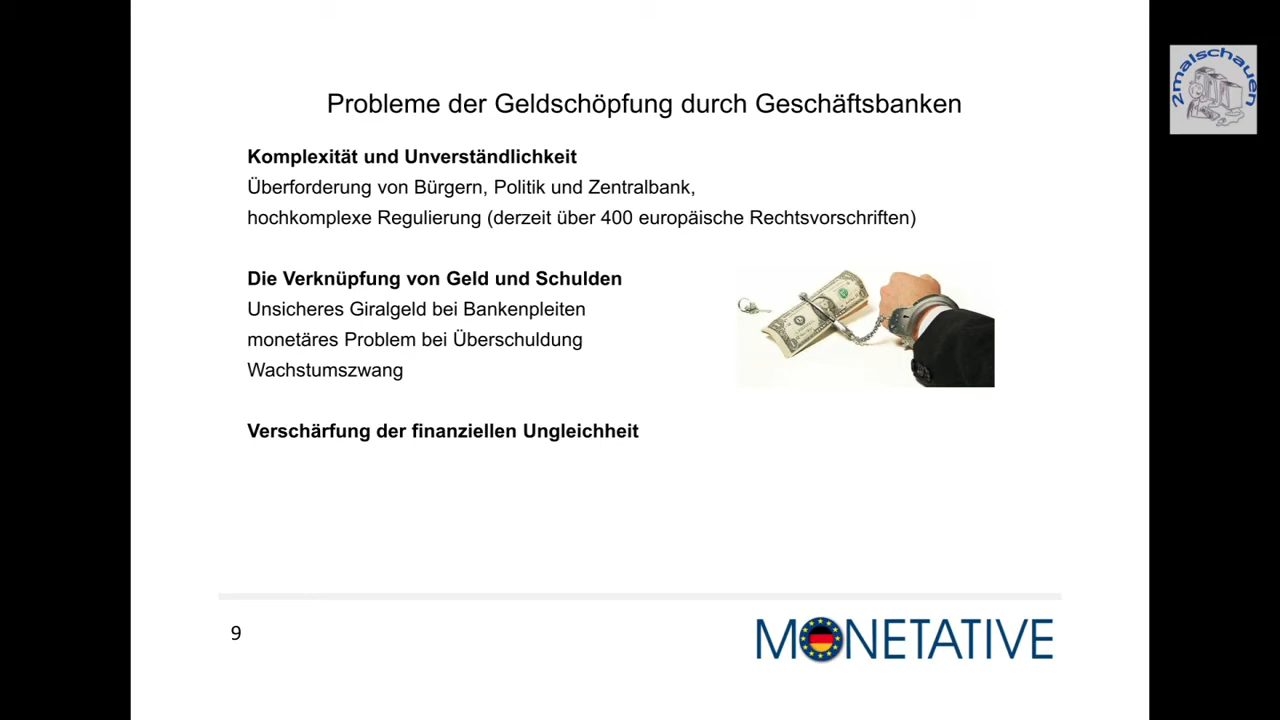 2malschauen
Probleme der Geldschöpfung durch Geschäftsbanken
Komplexität und Unverständlichkeit
Überforderung von Bürgern, Politik und Zentralbank,
hochkomplexe Regulierung (derzeit über 400 europäische Rechtsvorschriften)
Die Verknüpfung von Geld und Schulden
Unsicheres Giralgeld bei Bankenpleiten
monetäres Problem bei Überschuldung
Wachstumszwang
Verschärfung der finanziellen Ungleichheit
9
MONETATIVE